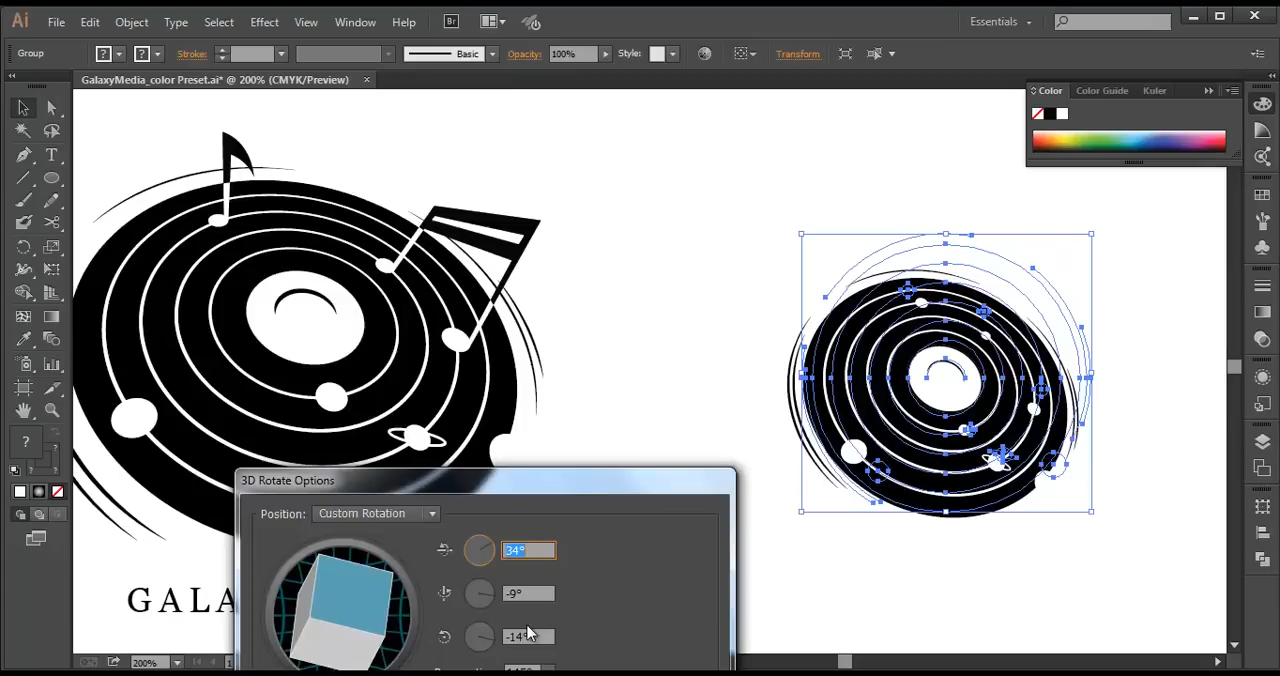 Ai File Edit Object Type Select Effect View Window Help Br Essentials
Group ? ? Stroke: Basic Opacity: 100% Style: Transform
GalaxyMedia_color Preset.ai* @ 200% (CMYK/Preview) ×
Color Color Guide Kuler
T
?
?
?
? ?
3D Rotate Options
Position: Custom Rotation
34°
-9°
-14°
GALA
200%